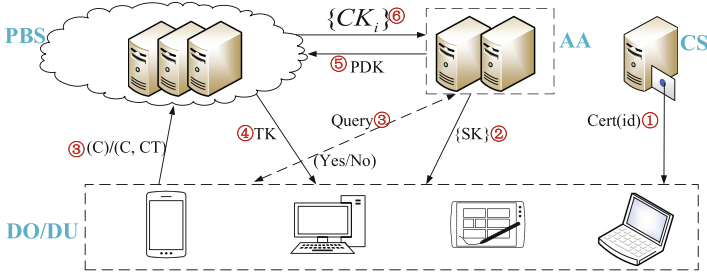 PBS
{CK_i}⑥
AA
CS
⑤ PDK
③(C)/(C, CT)
④TK
Query③
{SK}②
Cert(id)①
(Yes/No)
DO/DU